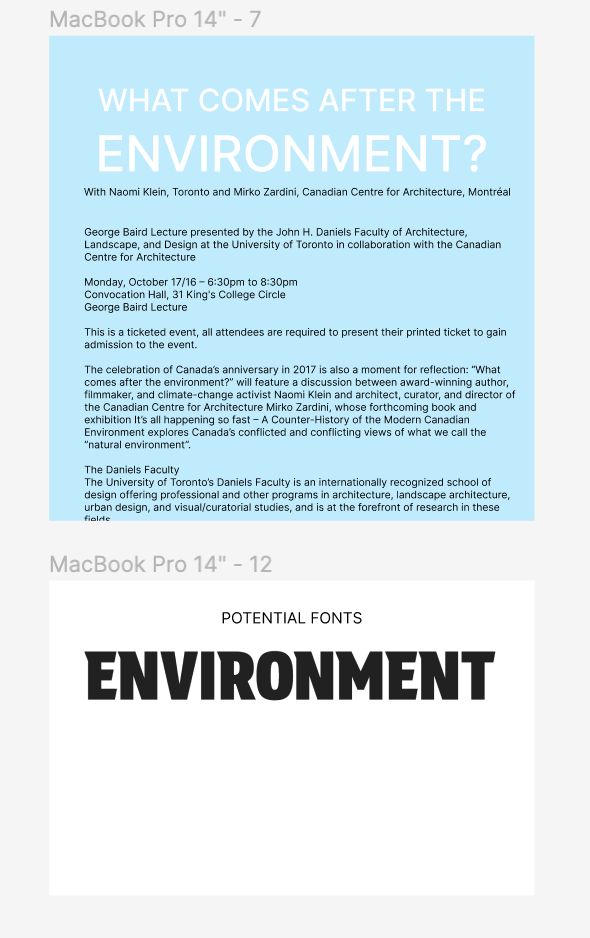 MacBook Pro 14" - 7
WHAT COMES AFTER THE
ENVIRONMENT?
With Naomi Klein, Toronto and Mirko Zardini, Canadian Centre for Architecture, Montréal
George Baird Lecture presented by the John H. Daniels Faculty of Architecture,
Landscape, and Design at the University of Toronto in collaboration with the Canadian
Centre for Architecture
Monday, October 17/16 – 6:30pm to 8:30pm
Convocation Hall, 31 King's College Circle
George Baird Lecture
This is a ticketed event, all attendees are required to present their printed ticket to gain
admission to the event.
The celebration of Canada’s anniversary in 2017 is also a moment for reflection: “What
comes after the environment?” will feature a discussion between award-winning author,
filmmaker, and climate-change activist Naomi Klein and architect, curator, and director of
the Canadian Centre for Architecture Mirko Zardini, whose forthcoming book and
exhibition It’s all happening so fast – A Counter-History of the Modern Canadian
Environment explores Canada’s conflicted and conflicting views of what we call the
“natural environment”.
The Daniels Faculty
The University of Toronto’s Daniels Faculty is an internationally recognized school of
design offering professional and other programs in architecture, landscape architecture,
urban design, and visual/curatorial studies, and is at the forefront of research in these
fields
MacBook Pro 14" - 12
POTENTIAL FONTS
ENVIRONMENT